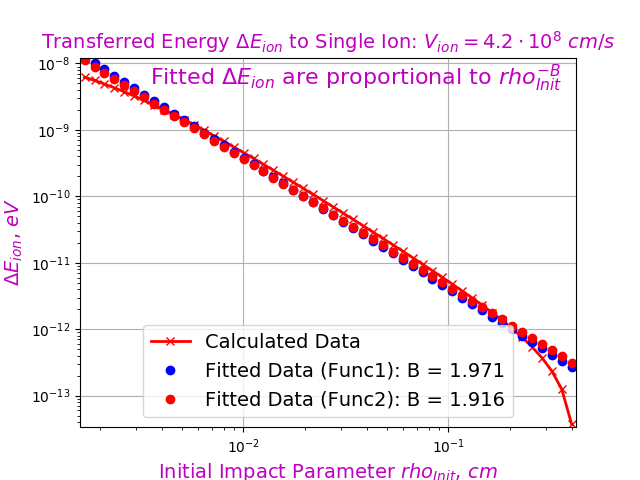 Transferred Energy ΔE_ion to Single Ion: V_ion = 4.2 · 10^8 cm/s
Fitted ΔE_ion are proportional to rho_Init^−B
ΔE_ion, eV
10^−8
10^−9
10^−10
10^−11
10^−12
10^−13
Calculated Data
Fitted Data (Func1): B = 1.971
Fitted Data (Func2): B = 1.916
10^−2
10^−1
Initial Impact Parameter rho_Init, cm